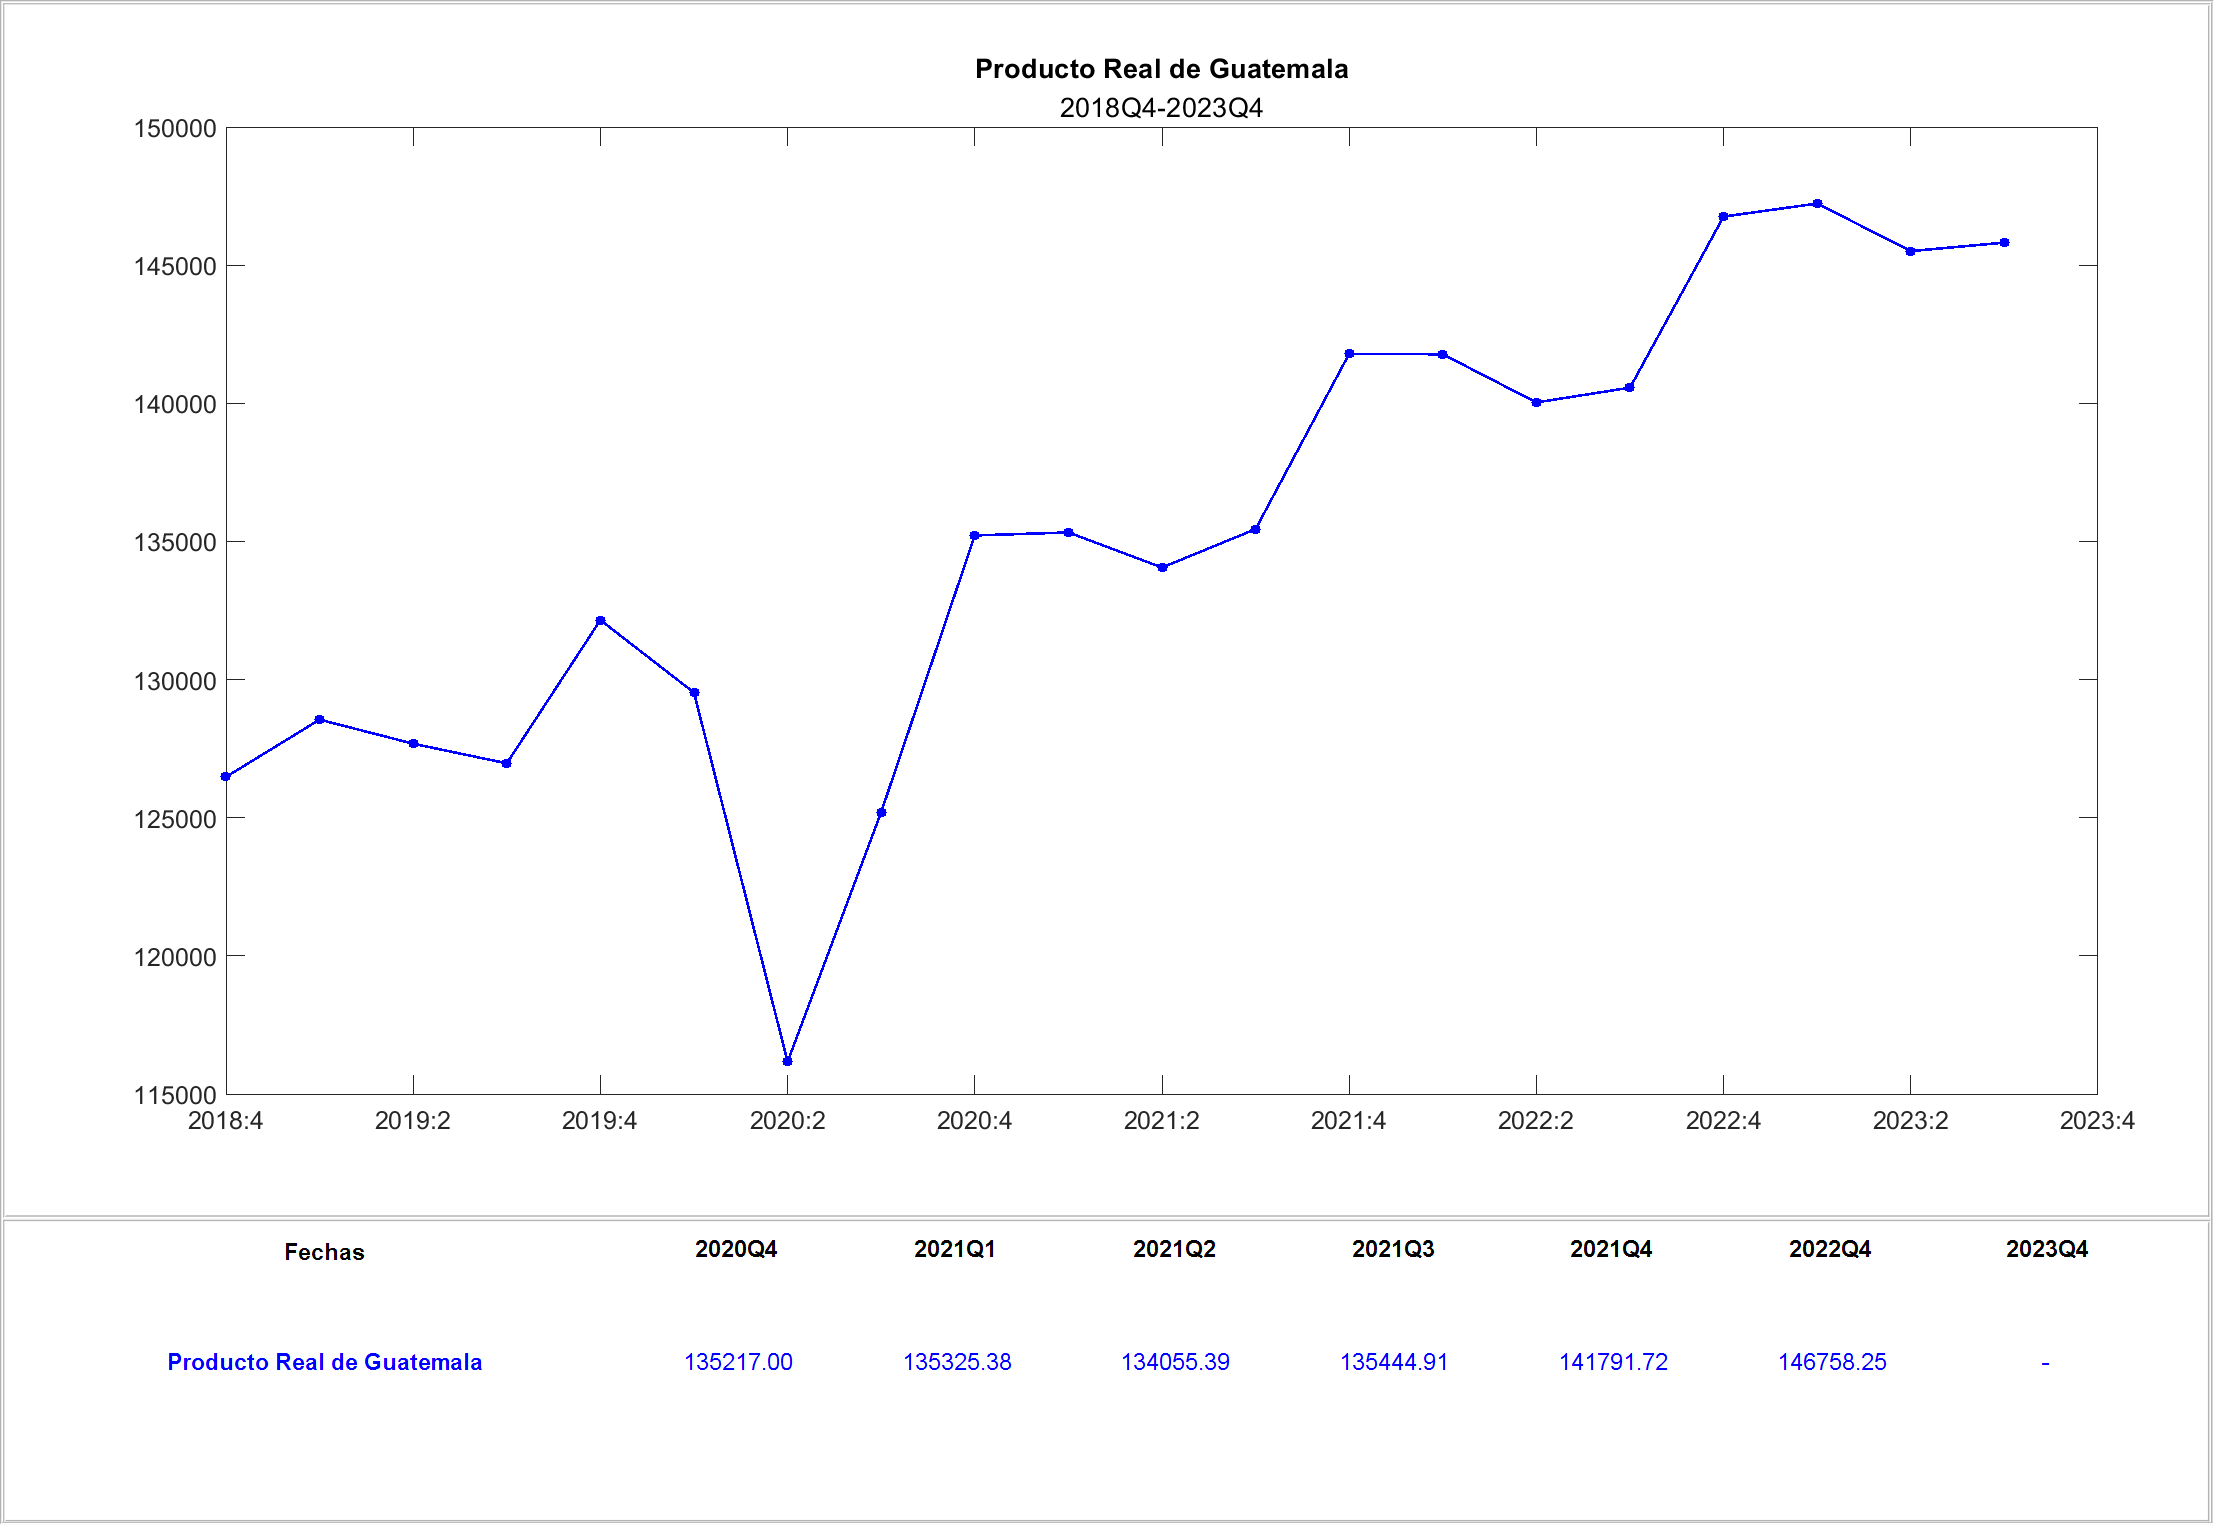 Producto Real de Guatemala
2018Q4-2023Q4
150000
145000
140000
135000
130000
125000
120000
115000
2018:4 2019:2 2019:4 2020:2 2020:4 2021:2 2021:4 2022:2 2022:4 2023:2 2023:4
Fechas 2020Q4 2021Q1 2021Q2 2021Q3 2021Q4 2022Q4 2023Q4
Producto Real de Guatemala 135217.00 135325.38 134055.39 135444.91 141791.72 146758.25 -